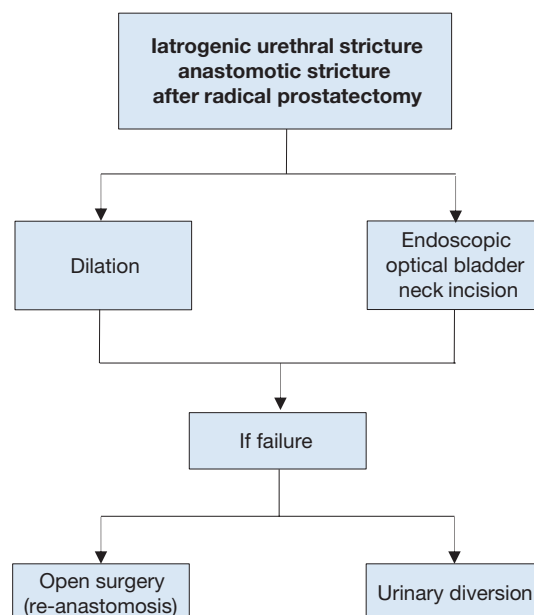 Iatrogenic urethral stricture
anastomotic stricture
after radical prostatectomy
Dilation
Endoscopic
optical bladder
neck incision
If failure
Open surgery
(re-anastomosis)
Urinary diversion